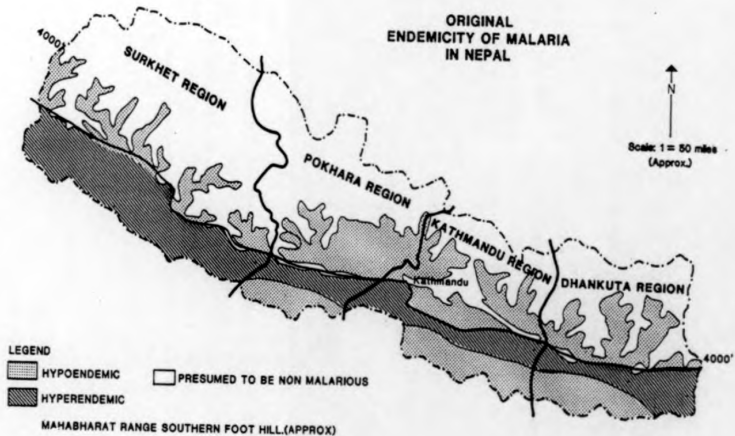 ORIGINAL
ENDEMICITY OF MALARIA
IN NEPAL
4000'
SURKHET REGION
N
Scale: 1 = 50 miles
(Approx.)
POKHARA REGION
KATHMANDU REGION
Kathmandu
DHANKUTA REGION
4000'
LEGEND
HYPOENDEMIC
PRESUMED TO BE NON MALARIOUS
HYPERENDEMIC
MAHABHARAT RANGE SOUTHERN FOOT HILL.(APPROX)